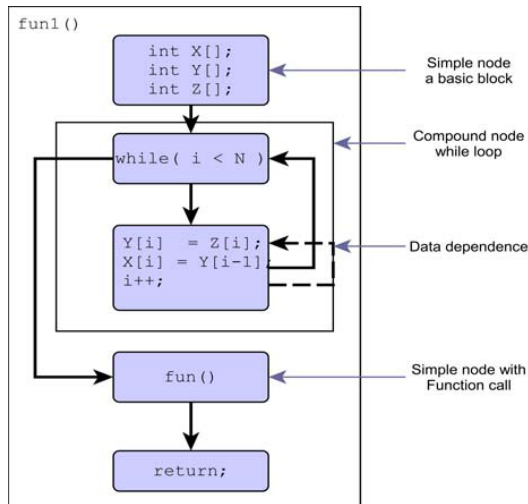 fun1()
int X[];
int Y[];
int Z[];
Simple node
a basic block
Compound node
while loop
while( i < N )
Y[i] = Z[i];
X[i] = Y[i-1];
i++;
Data dependence
fun()
Simple node with
Function call
return;